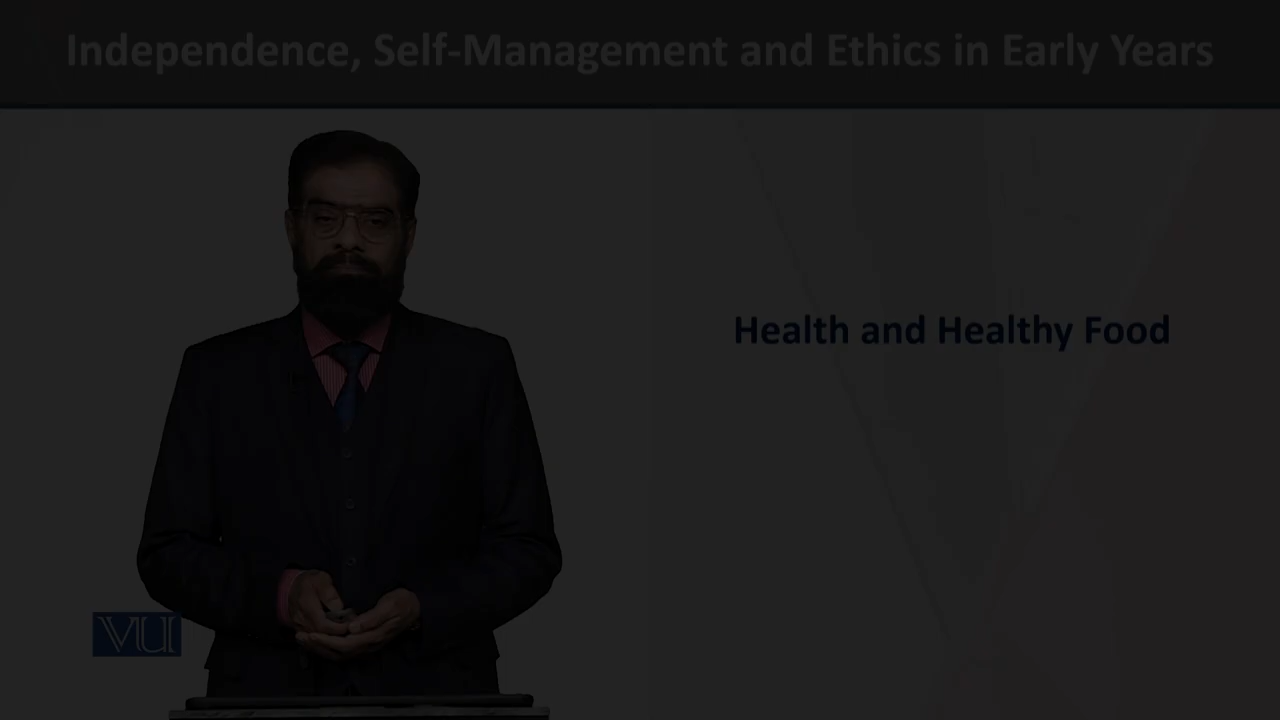 Independence, Self-Management and Ethics in Early Years
Health and Healthy Food
VU